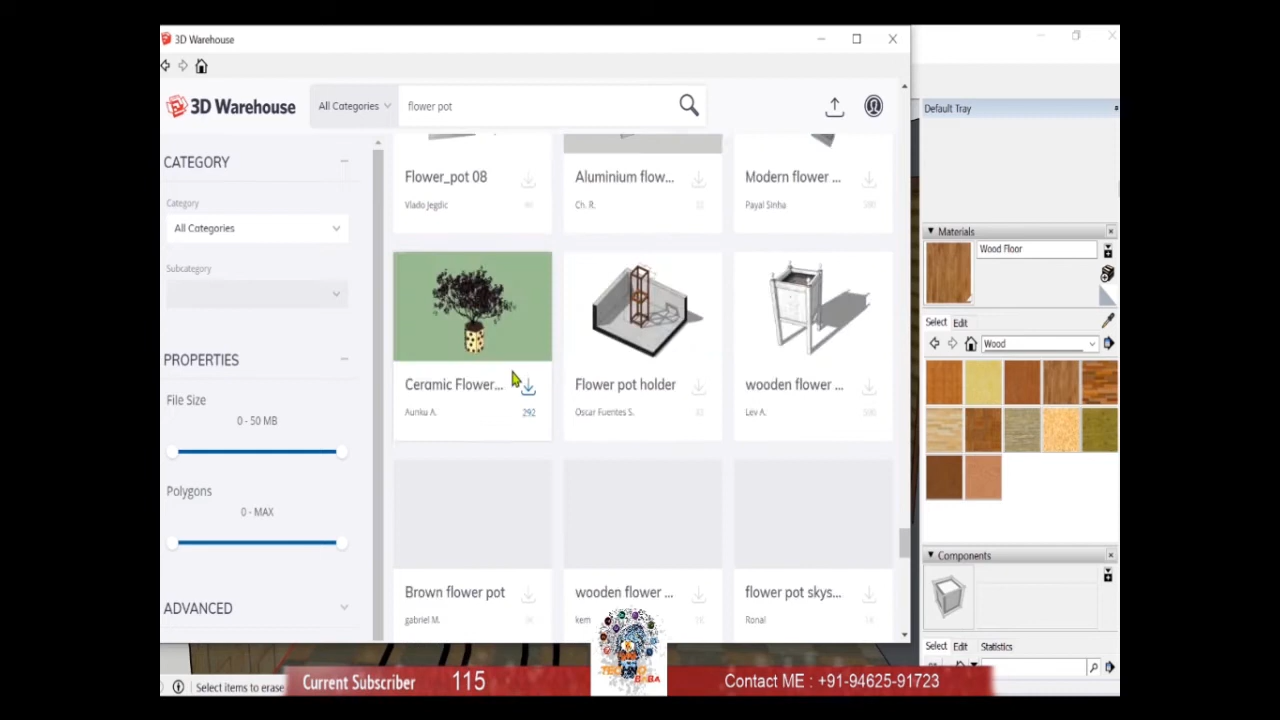 3D Warehouse
3D Warehouse
All Categories
flower pot
Default Tray
CATEGORY
Category
All Categories
Subcategory
PROPERTIES
File Size
0 - 50 MB
Polygons
0 - MAX
ADVANCED
Flower_pot 08
Vlado Jegdic
Aluminium flow...
Ch. R.
Modern flower ...
Payal Sinha
Ceramic Flower...
Aunku A.
292
Flower pot holder
Oscar Fuentes S.
wooden flower ...
Lev A.
Brown flower pot
gabriel M.
wooden flower ...
kem
flower pot skys...
Ronal
Materials
Wood Floor
Select Edit
Wood
Components
Select Edit Statistics
Select items to erase
Current Subscriber 115
TECHNO
BABA
Contact ME : +91-94625-91723